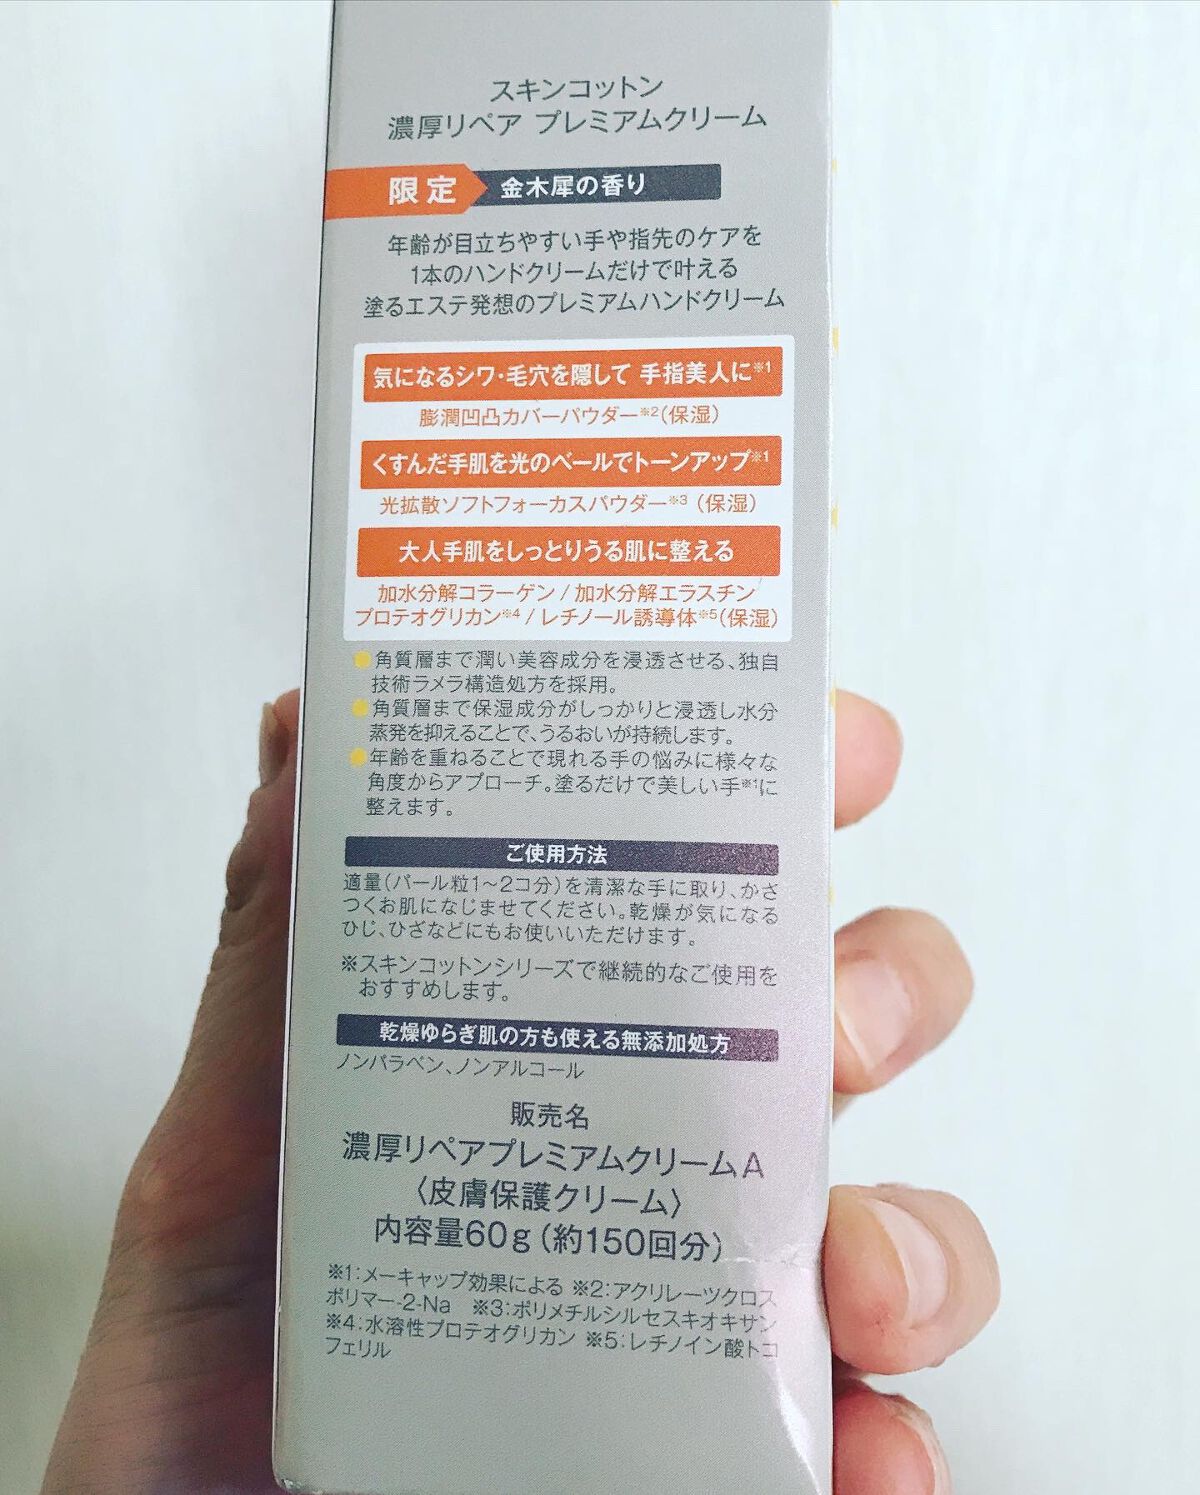 スキンコットン
濃厚リペア プレミアムクリーム
限定 金木犀の香り
年齢が目立ちやすい手や指先のケアを
1本のハンドクリームだけで叶える
塗るエステ発想のプレミアムハンドクリーム
気になるシワ・毛穴を隠して 手指美人に※1
膨潤凹凸カバーパウダー※2(保湿)
くすんだ手肌を光のベールでトーンアップ※1
光拡散ソフトフォーカスパウダー※3 (保湿)
大人手肌をしっとりうる肌に整える
加水分解コラーゲン / 加水分解エラスチン
プロテオグリカン※4 / レチノール誘導体※5(保湿)
●角質層まで潤い美容成分を浸透させる、独自
技術ラメラ構造処方を採用。
●角質層まで保湿成分がしっかりと浸透し水分
蒸発を抑えることで、うるおいが持続します。
●年齢を重ねることで現れる手の悩みに様々な
角度からアプローチ。塗るだけで美しい手※1に
整えます。
ご使用方法
適量(パール粒1〜2コ分)を清潔な手に取り、かさ
つくお肌になじませてください。乾燥が気になる
ひじ、ひざなどにもお使いいただけます。
※スキンコットンシリーズで継続的なご使用を
おすすめします。
乾燥ゆらぎ肌の方も使える無添加処方
ノンパラベン、ノンアルコール
販売名
濃厚リペアプレミアムクリームA
〈皮膚保護クリーム〉
内容量60g(約150回分)
※1:メーキャップ効果による ※2:アクリレーツクロス
ポリマー-2-Na ※3:ポリメチルシルセスキオキサン
※4:水溶性プロテオグリカン ※5:レチノイン酸トコ
フェリル